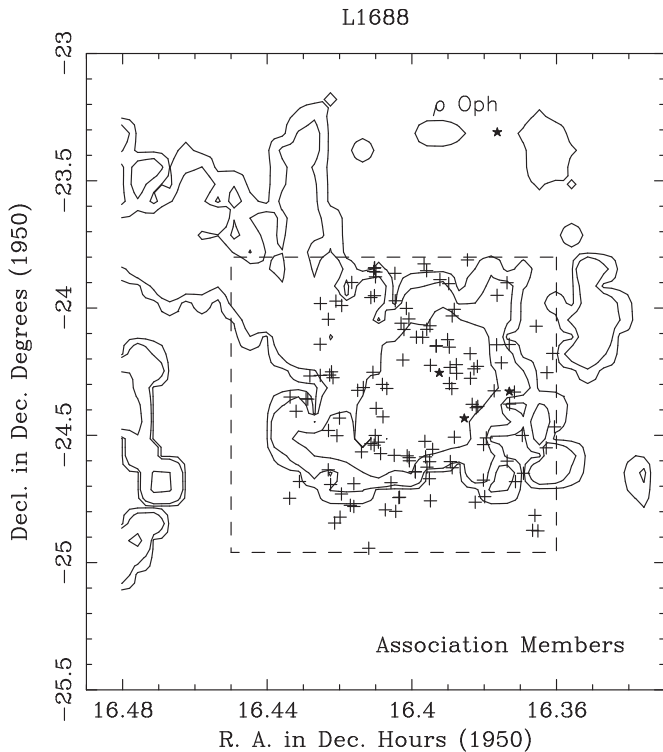 L1688
−23
ρ Oph
−23.5
−24
−24.5
−25
Association Members
−25.5
16.48 16.44 16.4 16.36
R. A. in Dec. Hours (1950)
Decl. in Dec. Degrees (1950)